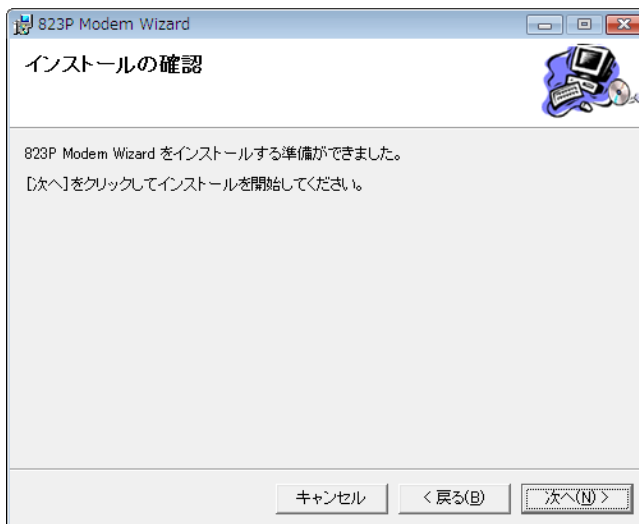 823P Modem Wizard
インストールの確認
823P Modem Wizard をインストールする準備ができました。
[次へ]をクリックしてインストールを開始してください。
キャンセル
< 戻る(B)
次へ(N) >